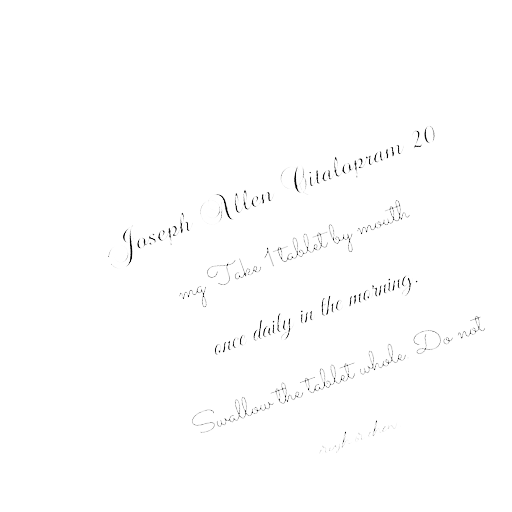 Joseph Allen Citalopram 20
mg Take 1 tablet by mouth
once daily in the morning.
Swallow the tablet whole Do not